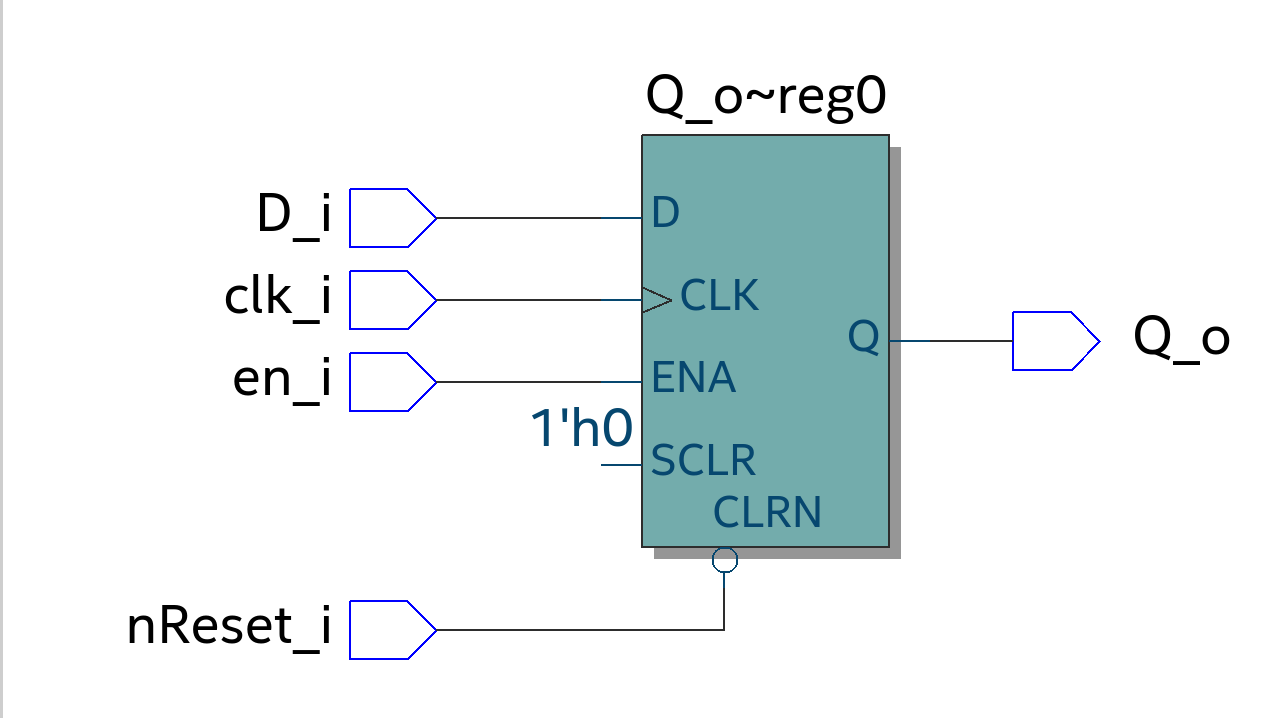 Q_o~reg0
D_i
D
clk_i
CLK
Q
Q_o
en_i
ENA
1'h0
SCLR
CLRN
nReset_i